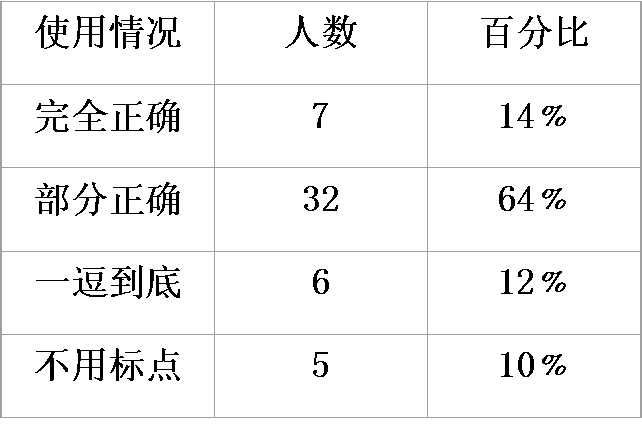 使用情况 人数 百分比
完全正确 7 14%
部分正确 32 64%
一逗到底 6 12%
不用标点 5 10%